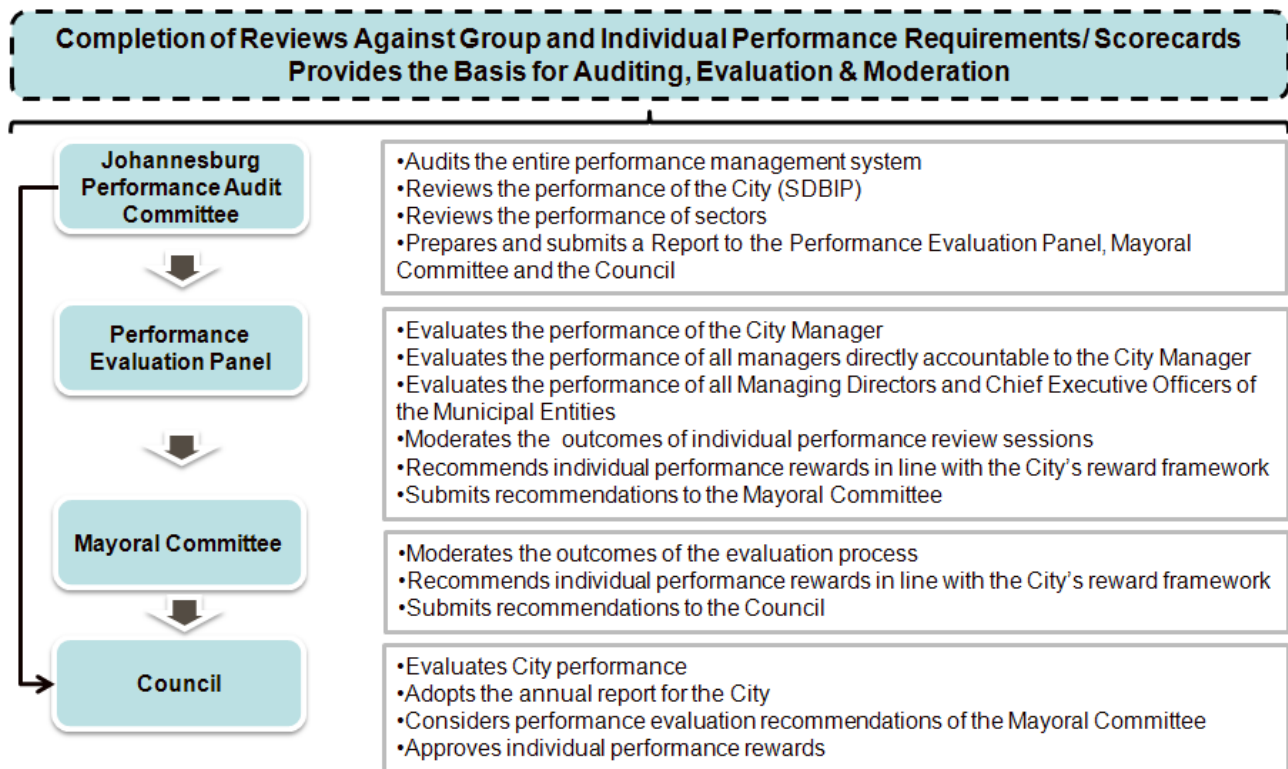 Completion of Reviews Against Group and Individual Performance Requirements/ Scorecards
Provides the Basis for Auditing, Evaluation & Moderation
Johannesburg
Performance Audit
Committee
•Audits the entire performance management system
•Reviews the performance of the City (SDBIP)
•Reviews the performance of sectors
•Prepares and submits a Report to the Performance Evaluation Panel, Mayoral
Committee and the Council
Performance
Evaluation Panel
•Evaluates the performance of the City Manager
•Evaluates the performance of all managers directly accountable to the City Manager
•Evaluates the performance of all Managing Directors and Chief Executive Officers of
the Municipal Entities
•Moderates the outcomes of individual performance review sessions
•Recommends individual performance rewards in line with the City's reward framework
•Submits recommendations to the Mayoral Committee
Mayoral Committee
•Moderates the outcomes of the evaluation process
•Recommends individual performance rewards in line with the City's reward framework
•Submits recommendations to the Council
Council
•Evaluates City performance
•Adopts the annual report for the City
•Considers performance evaluation recommendations of the Mayoral Committee
•Approves individual performance rewards